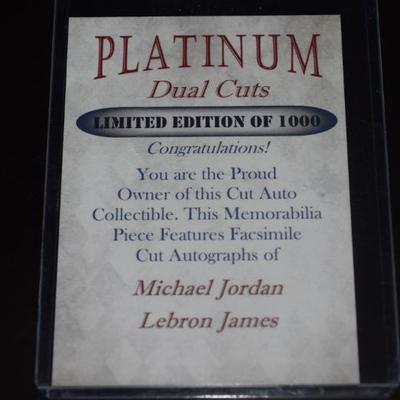 PLATINUM
Dual Cuts
LIMITED EDITION OF 1000
Congratulations!
You are the Proud
Owner of this Cut Auto
Collectible. This Memorabilia
Piece Features Facsimile
Cut Autographs of
Michael Jordan
Lebron James